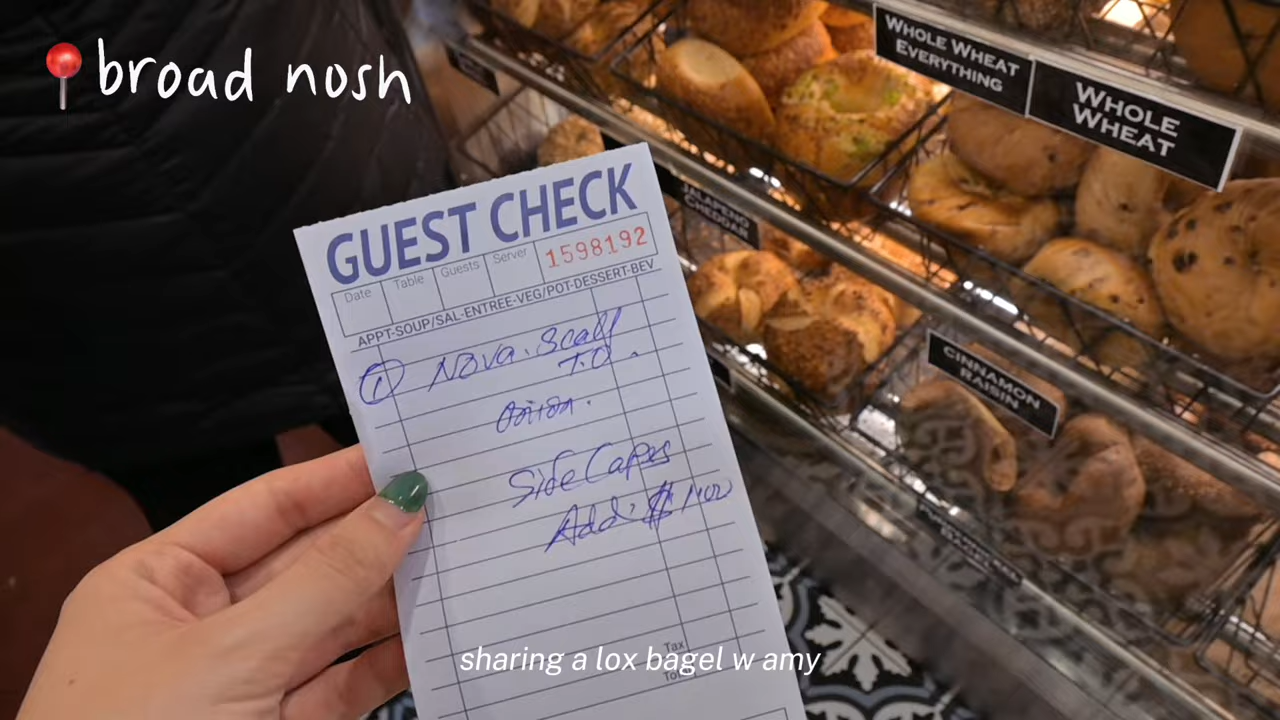 broad nosh
WHOLE WHEAT
EVERYTHING
WHOLE
WHEAT
JALAPENO
CHEDDAR
CINNAMON
RAISIN
GUEST CHECK
Date Table Guests Server 1598192
APPT-SOUP/SAL-ENTREE-VEG/POT-DESSERT-BEV
① Nova. Scall
T.O.
Onion.
Side Capes
Add. $1.00
Tax
sharing a lox bagel w amy